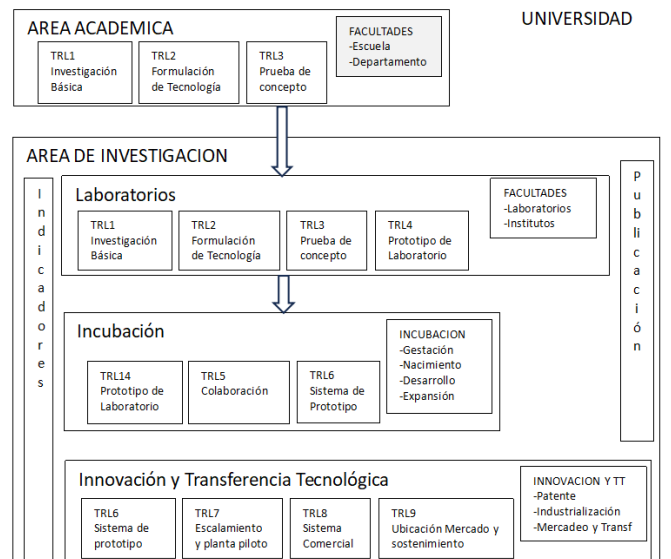 UNIVERSIDAD
AREA ACADEMICA
TRL1
Investigación
Básica
TRL2
Formulación
de Tecnología
TRL3
Prueba de
concepto
FACULTADES
-Escuela
-Departamento
AREA DE INVESTIGACION
Indicadores
Laboratorios
TRL1
Investigación
Básica
TRL2
Formulación
de Tecnología
TRL3
Prueba de
concepto
TRL4
Prototipo de
Laboratorio
FACULTADES
-Laboratorios
-Institutos
Publicación
Incubación
TRL14
Prototipo de
Laboratorio
TRL5
Colaboración
TRL6
Sistema de
Prototipo
INCUBACION
-Gestación
-Nacimiento
-Desarrollo
-Expansión
Innovación y Transferencia Tecnológica
TRL6
Sistema de
prototipo
TRL7
Escalamiento
y planta piloto
TRL8
Sistema
Comercial
TRL9
Ubicación Mercado y
sostenimiento
INNOVACION Y TT
-Patente
-Industrialización
-Mercadeo y Transf